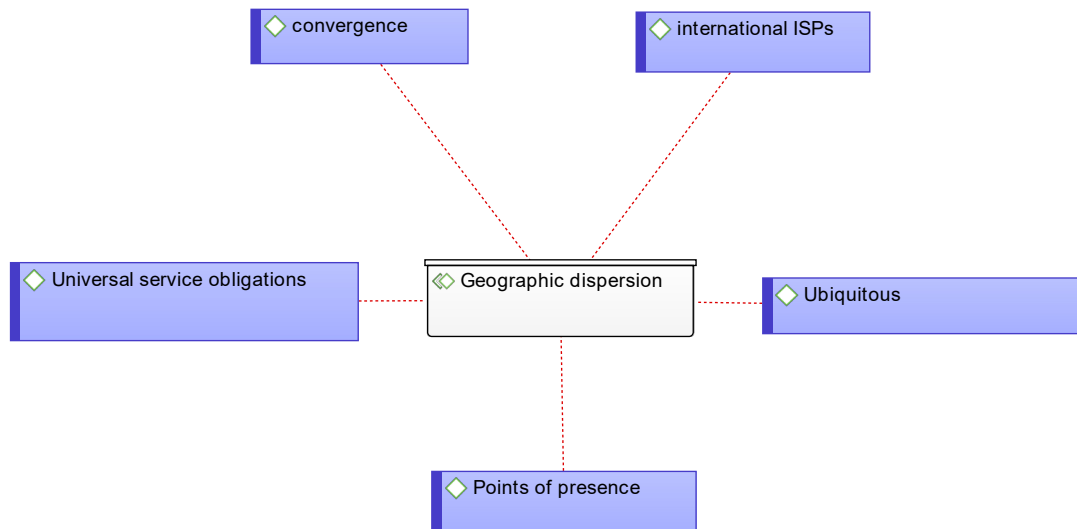 convergence
international ISPs
Universal service obligations
Geographic dispersion
Ubiquitous
Points of presence